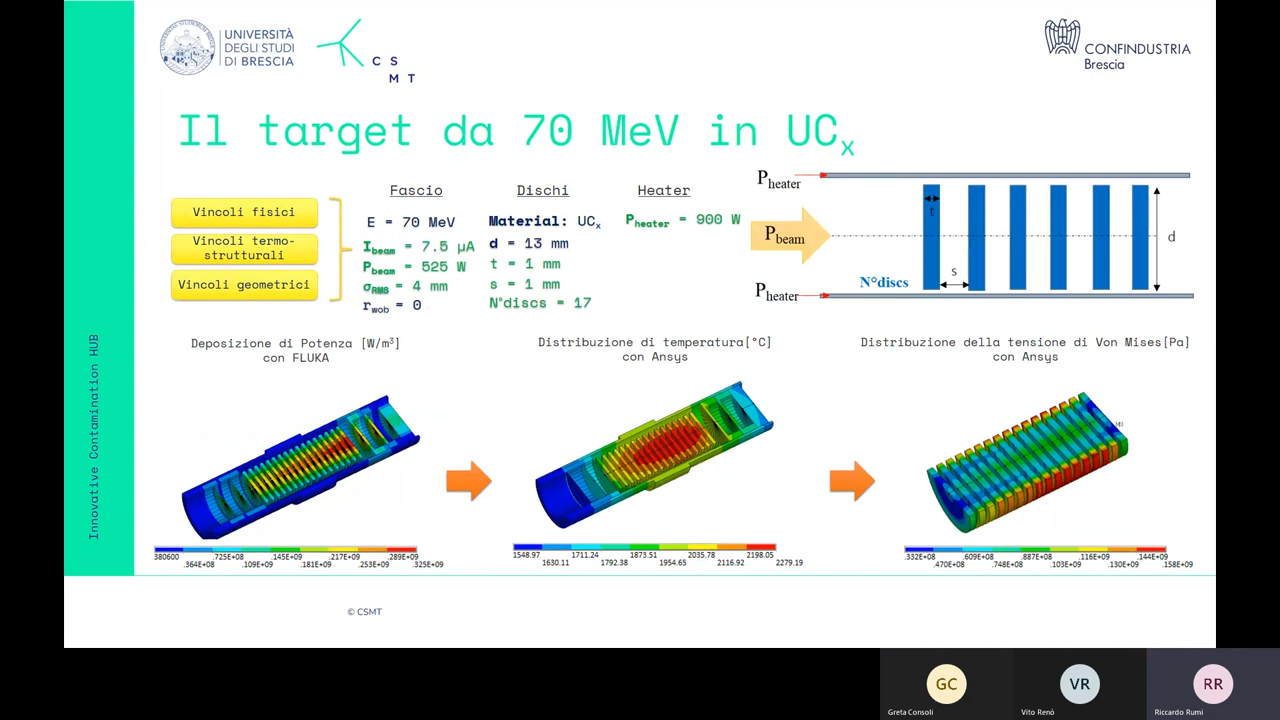 UNIVERSITÀ
DEGLI STUDI
DI BRESCIA
C S
M T
CONFINDUSTRIA
Brescia
Il target da 70 MeV in UCx
Vincoli fisici
Vincoli termo-
strutturali
Vincoli geometrici
Fascio
E = 70 MeV
Ibeam = 7.5 µA
Pbeam = 525 W
σRMS = 4 mm
rwob = 0
Dischi
Material: UCx
d = 13 mm
t = 1 mm
s = 1 mm
N°discs = 17
Heater
Pheater = 900 W
Pheater
Pbeam
Pheater
t
s
d
N°discs
Deposizione di Potenza [W/m³]
con FLUKA
Distribuzione di temperatura[°C]
con Ansys
Distribuzione della tensione di Von Mises[Pa]
con Ansys
380600 .725E+08 .145E+09 .217E+09 .289E+09
.364E+08 .109E+09 .181E+09 .253E+09 .325E+09
1548.97 1711.24 1873.51 2035.78 2198.05
1630.11 1792.38 1954.65 2116.92 2279.19
MN
.332E+08 .609E+08 .887E+08 .116E+09 .144E+09
.470E+08 .748E+08 .103E+09 .130E+09 .158E+09
Innovative Contamination HUB
© CSMT
GC
Greta Consoli
VR
Vito Renò
RR
Riccardo Rumi